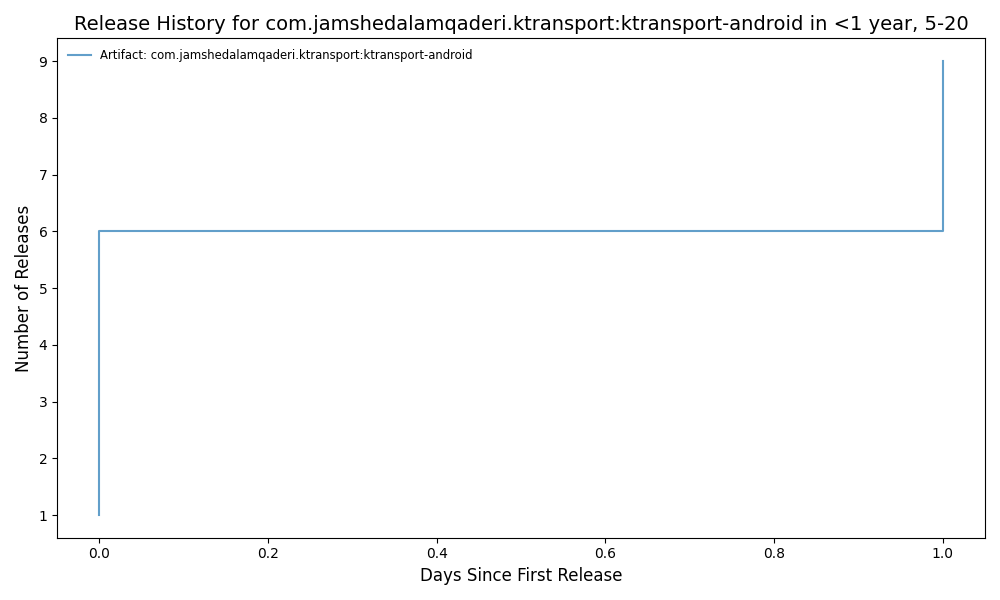 Release History for com.jamshedalamqaderi.ktransport:ktransport-android in <1 year, 5-20
Artifact: com.jamshedalamqaderi.ktransport:ktransport-android
Number of Releases
9
8
7
6
5
4
3
2
1
0.0 0.2 0.4 0.6 0.8 1.0
Days Since First Release